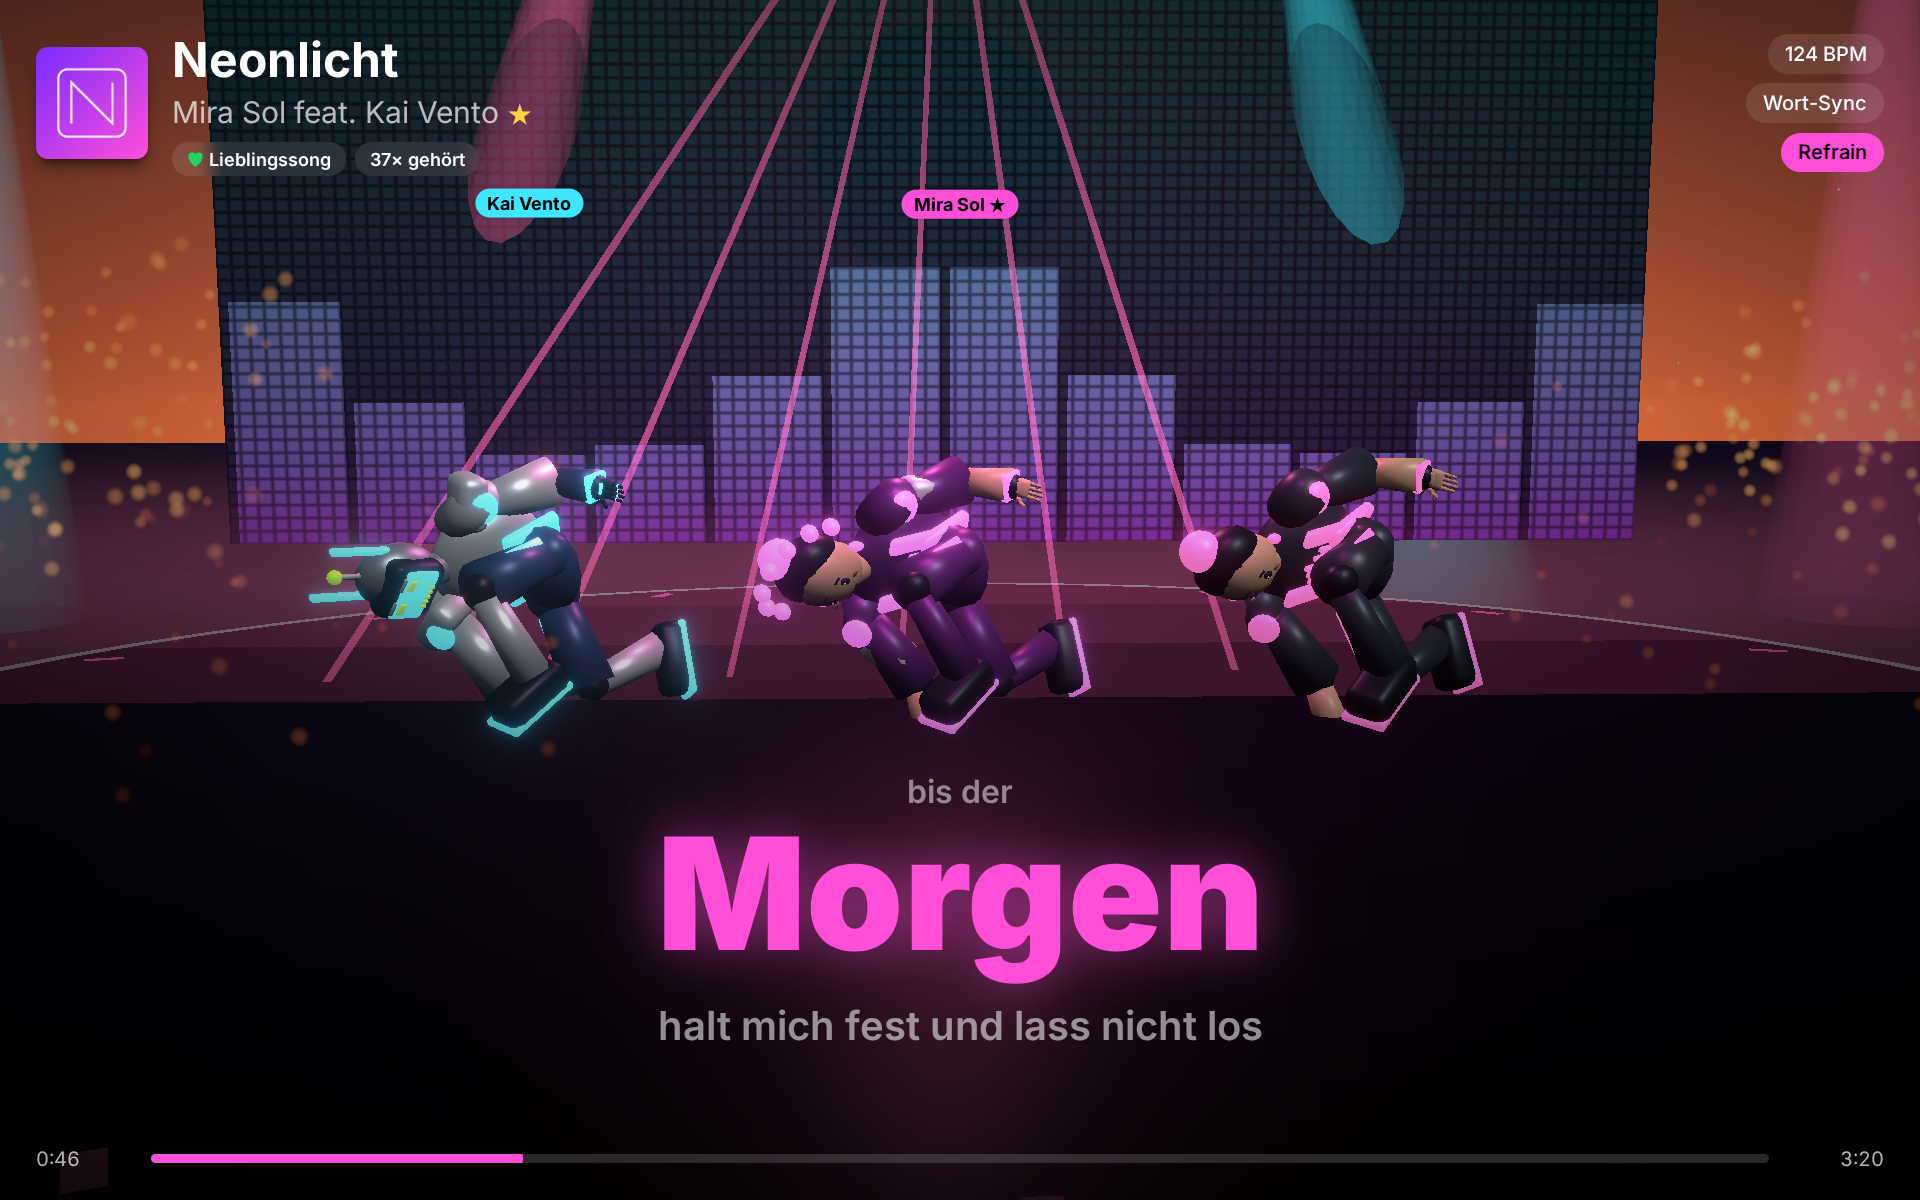 N
Neonlicht
Mira Sol feat. Kai Vento ★
Lieblingssong
37× gehört
124 BPM
Wort-Sync
Refrain
Kai Vento
Mira Sol ★
bis der
Morgen
halt mich fest und lass nicht los
0:46
3:20